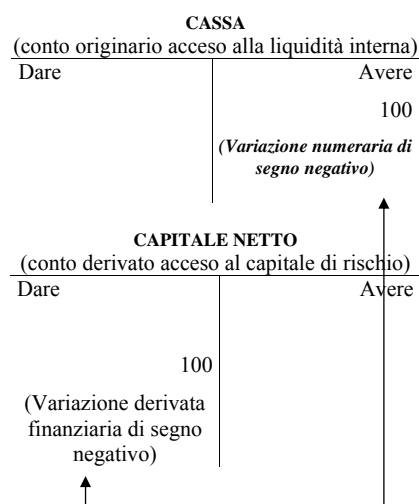 CASSA
(conto originario acceso alla liquidità interna)
Dare Avere
100
(Variazione numeraria di
segno negativo)
CAPITALE NETTO
(conto derivato acceso al capitale di rischio)
Dare Avere
100
(Variazione derivata
finanziaria di segno
negativo)